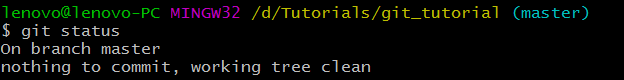 lenovo@lenovo-PC MINGW32 /d/Tutorials/git_tutorial (master)
$ git status
On branch master
nothing to commit, working tree clean